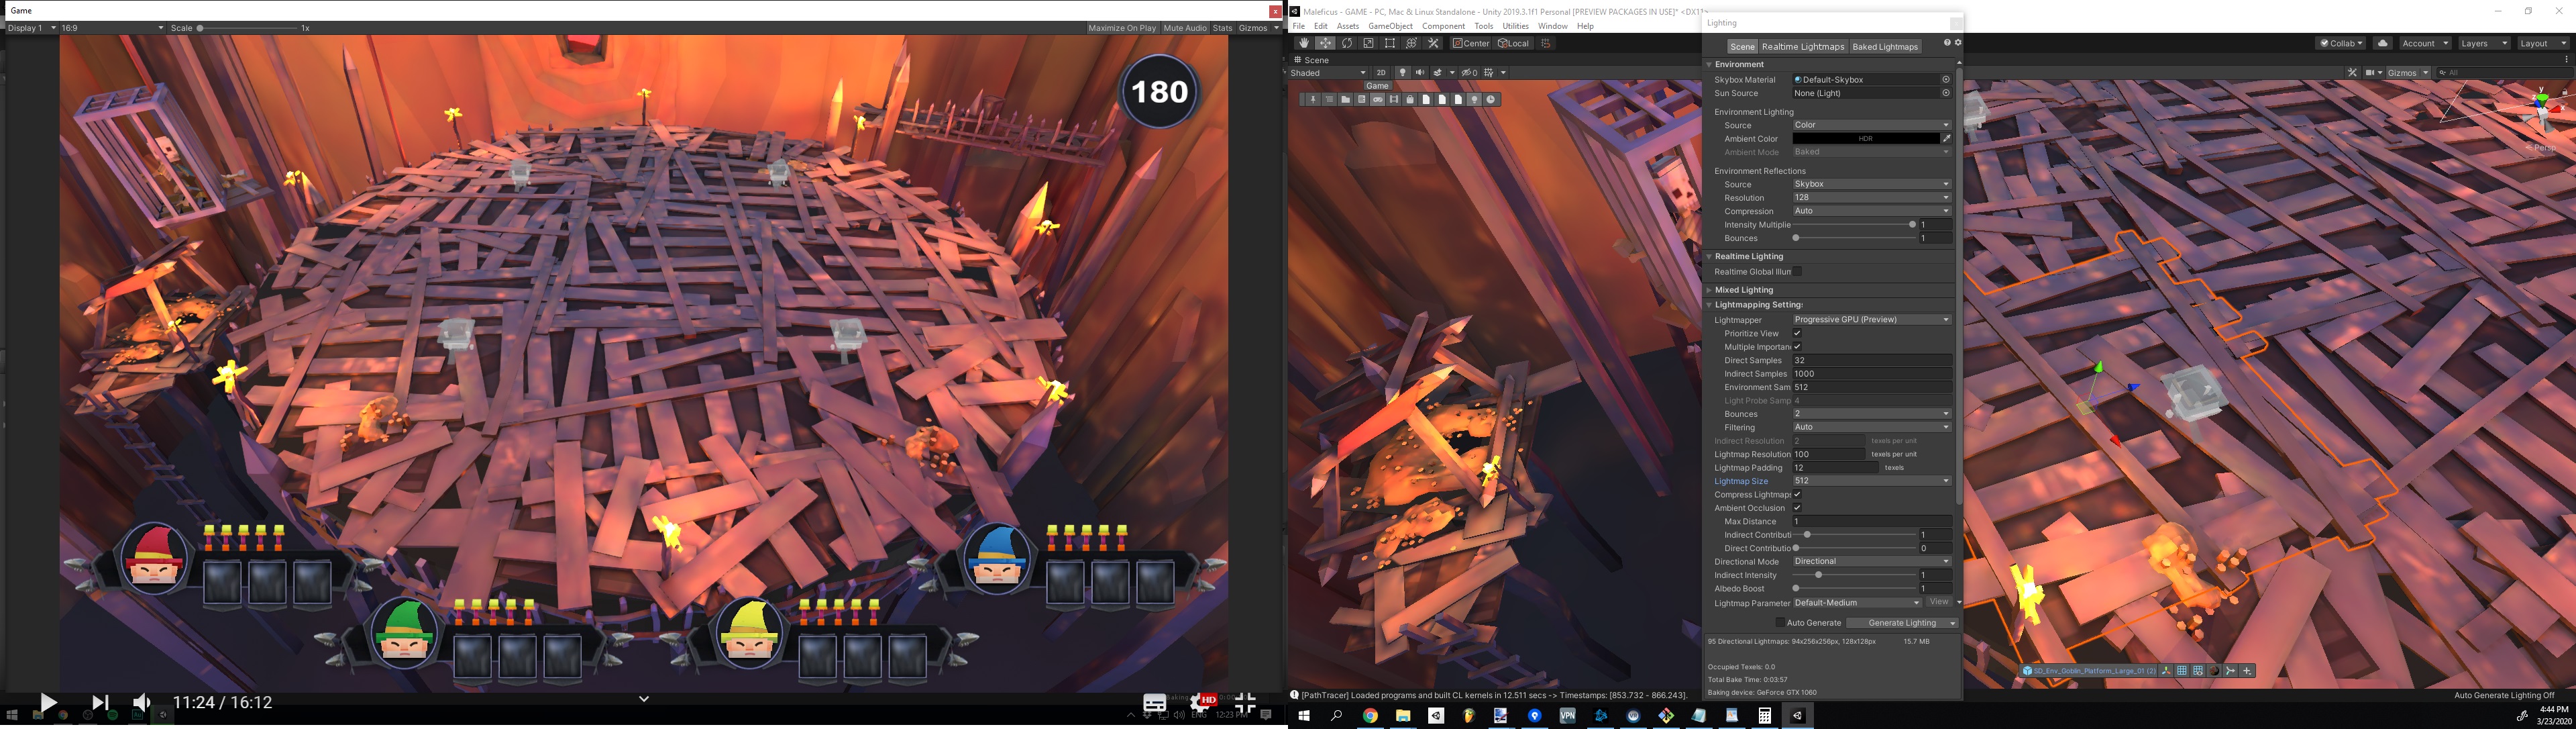 Game
Display 1 16:9 Scale 1x Maximize On Play Mute Audio Stats Gizmos
180
11:24 / 16:12
HD
ENG 12:23 PM
Maleficus - GAME - PC, Mac & Linux Standalone - Unity 2019.3.1f1 Personal [PREVIEW PACKAGES IN USE]* <DX11>
File Edit Assets GameObject Component Tools Utilities Window Help
Center Local
Collab Account Layers Layout
Scene
Shaded 2D 0
Gizmos All
Game
y
x
Persp
Lighting
Scene Realtime Lightmaps Baked Lightmaps
Environment
Skybox Material Default-Skybox
Sun Source None (Light)
Environment Lighting
Source Color
Ambient Color HDR
Ambient Mode Baked
Environment Reflections
Source Skybox
Resolution 128
Compression Auto
Intensity Multiplie 1
Bounces 1
Realtime Lighting
Realtime Global Illum
Mixed Lighting
Lightmapping Setting
Lightmapper Progressive GPU (Preview)
Prioritize View
Multiple Importan
Direct Samples 32
Indirect Samples 1000
Environment Sam 512
Light Probe Samp 4
Bounces 2
Filtering Auto
Indirect Resolution 2 texels per unit
Lightmap Resolution 100 texels per unit
Lightmap Padding 12 texels
Lightmap Size 512
Compress Lightmaps
Ambient Occlusion
Max Distance 1
Indirect Contributi 1
Direct Contributio 0
Directional Mode Directional
Indirect Intensity 1
Albedo Boost 1
Lightmap Parameter Default-Medium View
Auto Generate Generate Lighting
95 Directional Lightmaps: 94x256x256px, 128x128px 15.7 MB
Occupied Texels: 0.0
Total Bake Time: 0:03:57
Baking device: GeForce GTX 1060
SD_Env_Goblin_Platform_Large_01 (2)
[PathTracer] Loaded programs and built CL kernels in 12.511 secs -> Timestamps: [853.732 - 866.243].
Auto Generate Lighting Off
VPN
4:44 PM
3/23/2020